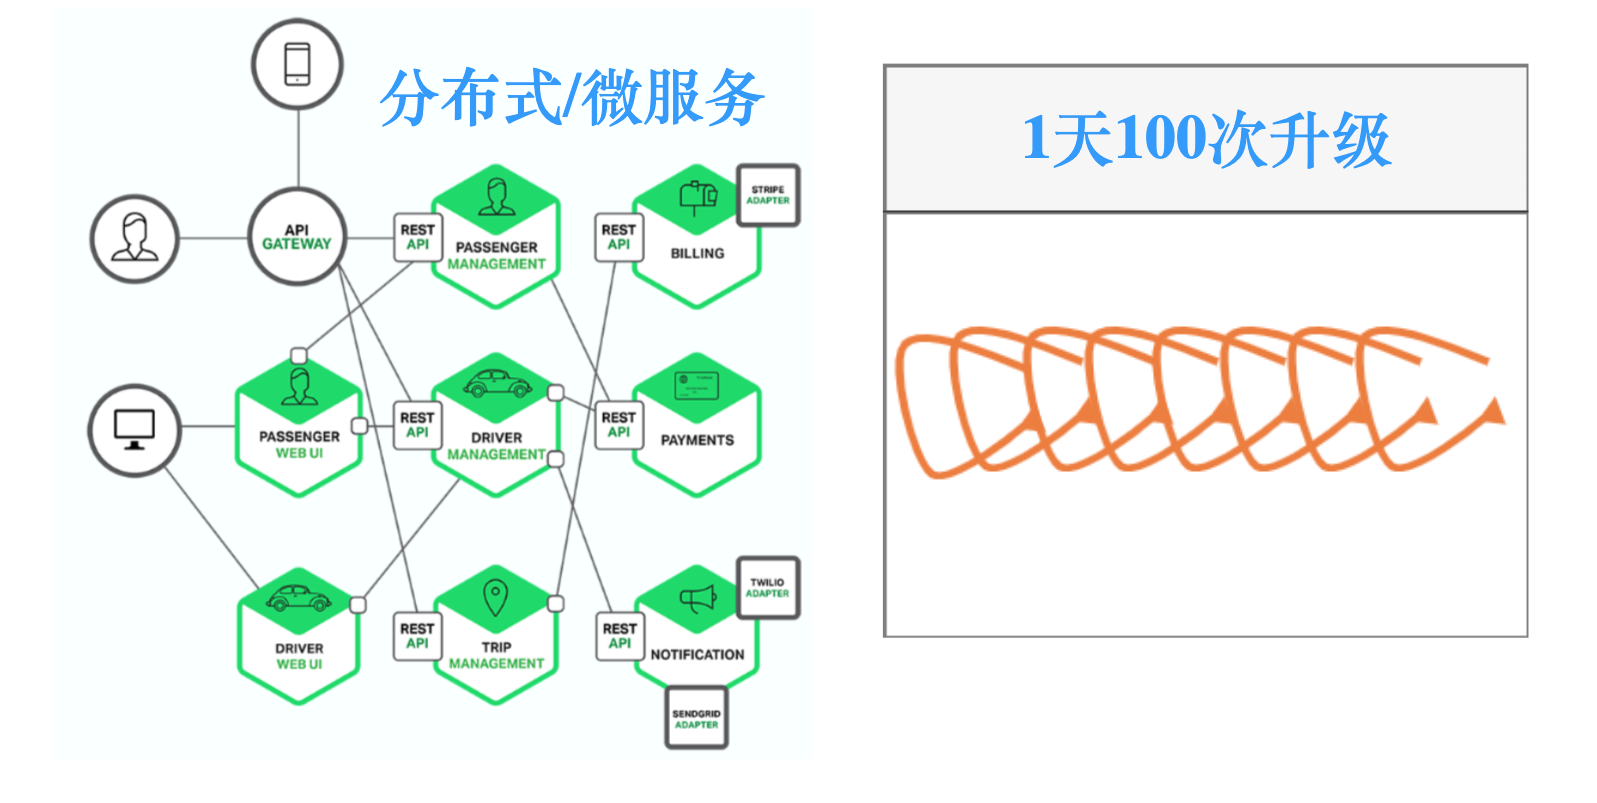 分布式/微服务
API
GATEWAY
REST
API
PASSENGER
MANAGEMENT
REST
API
BILLING
STRIPE
ADAPTER
PASSENGER
WEB UI
REST
API
DRIVER
MANAGEMENT
REST
API
PAYMENTS
DRIVER
WEB UI
REST
API
TRIP
MANAGEMENT
REST
API
NOTIFICATION
TWILIO
ADAPTER
SENDGRID
ADAPTER
1天100次升级